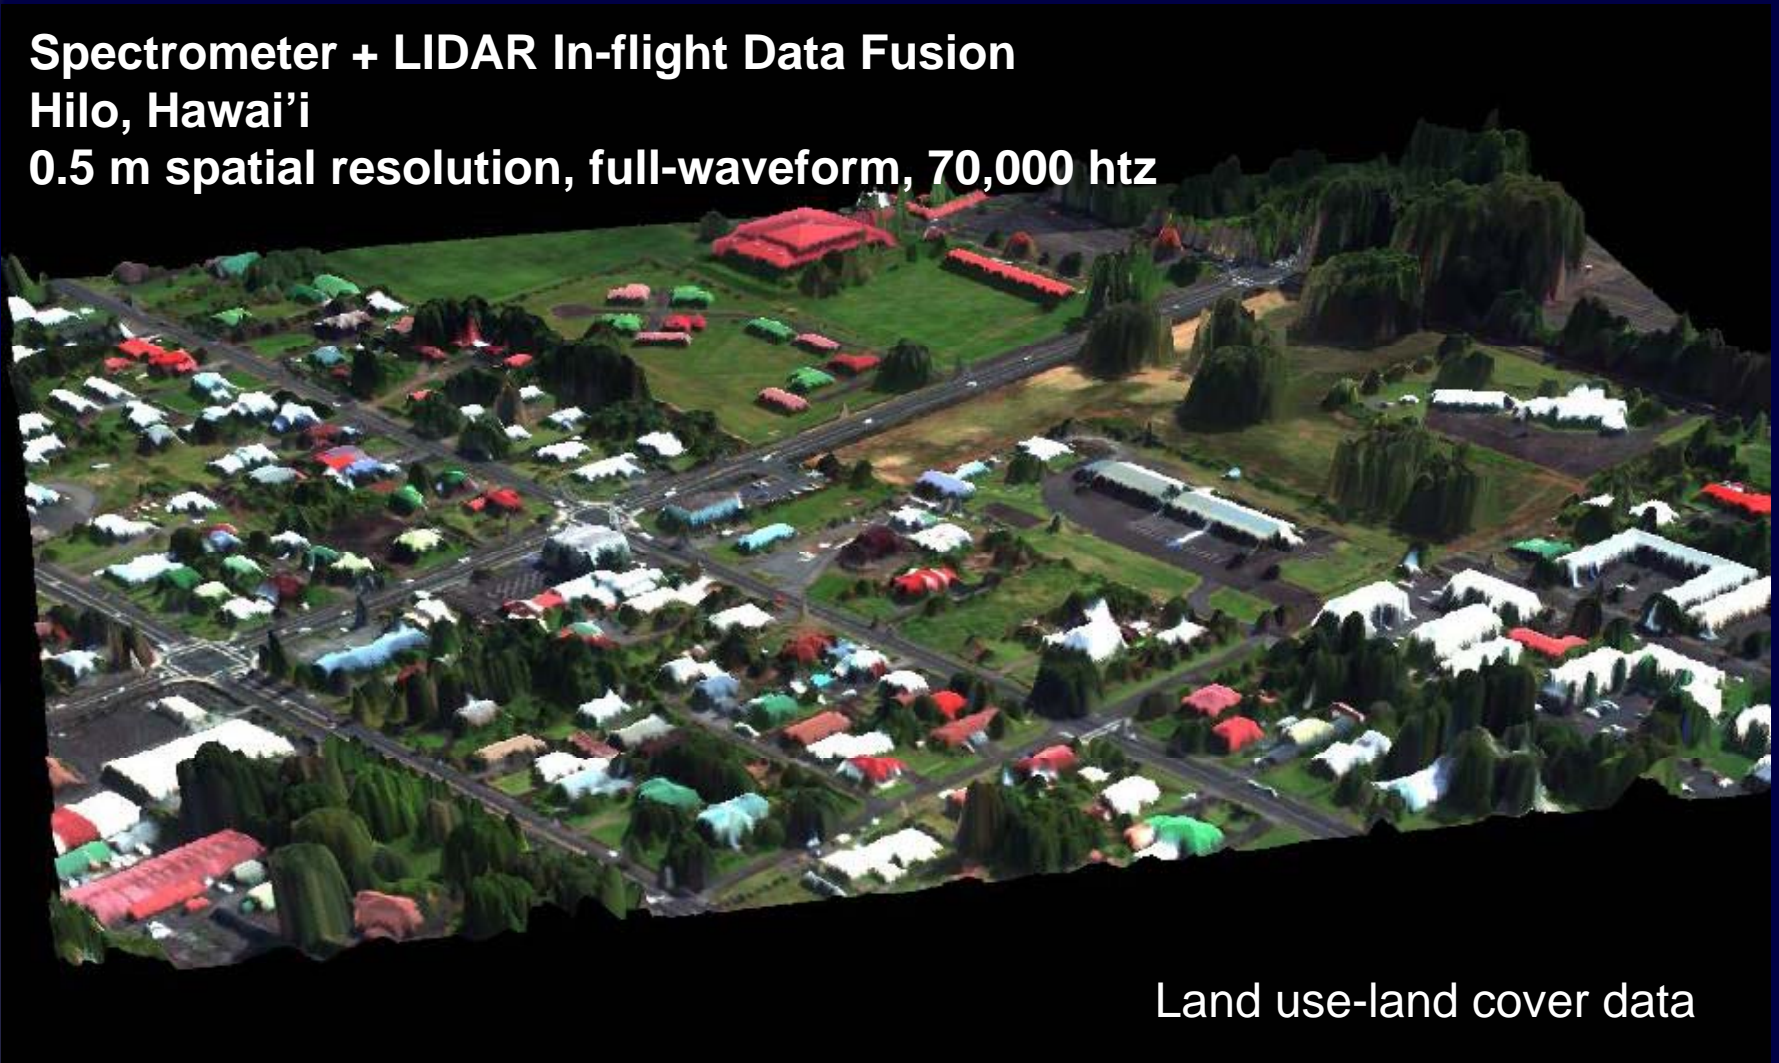 Spectrometer + LIDAR In-flight Data Fusion
Hilo, Hawai’i
0.5 m spatial resolution, full-waveform, 70,000 htz
Land use-land cover data